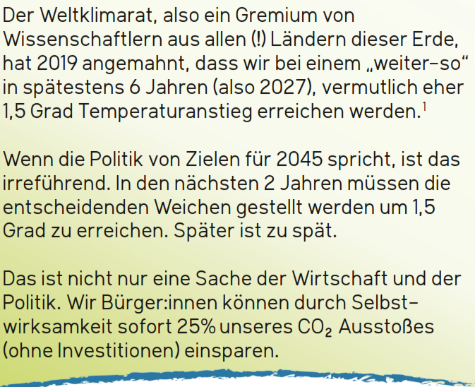 Der Weltklimarat, also ein Gremium von
Wissenschaftlern aus allen (!) Ländern dieser Erde,
hat 2019 angemahnt, dass wir bei einem „weiter-so“
in spätestens 6 Jahren (also 2027), vermutlich eher
1,5 Grad Temperaturanstieg erreichen werden.¹
Wenn die Politik von Zielen für 2045 spricht, ist das
irreführend. In den nächsten 2 Jahren müssen die
entscheidenden Weichen gestellt werden um 1,5
Grad zu erreichen. Später ist zu spät.
Das ist nicht nur eine Sache der Wirtschaft und der
Politik. Wir Bürger:innen können durch Selbst-
wirksamkeit sofort 25% unseres CO₂ Ausstoßes
(ohne Investitionen) einsparen.